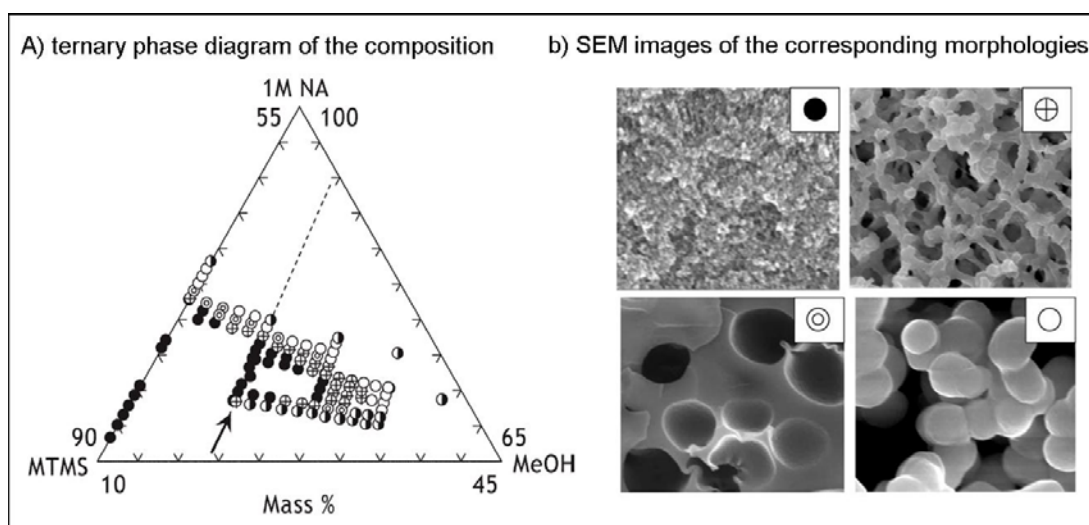 A) ternary phase diagram of the composition
b) SEM images of the corresponding morphologies
1M NA
55 100
90
MTMS
10
65
MeOH
45
Mass %